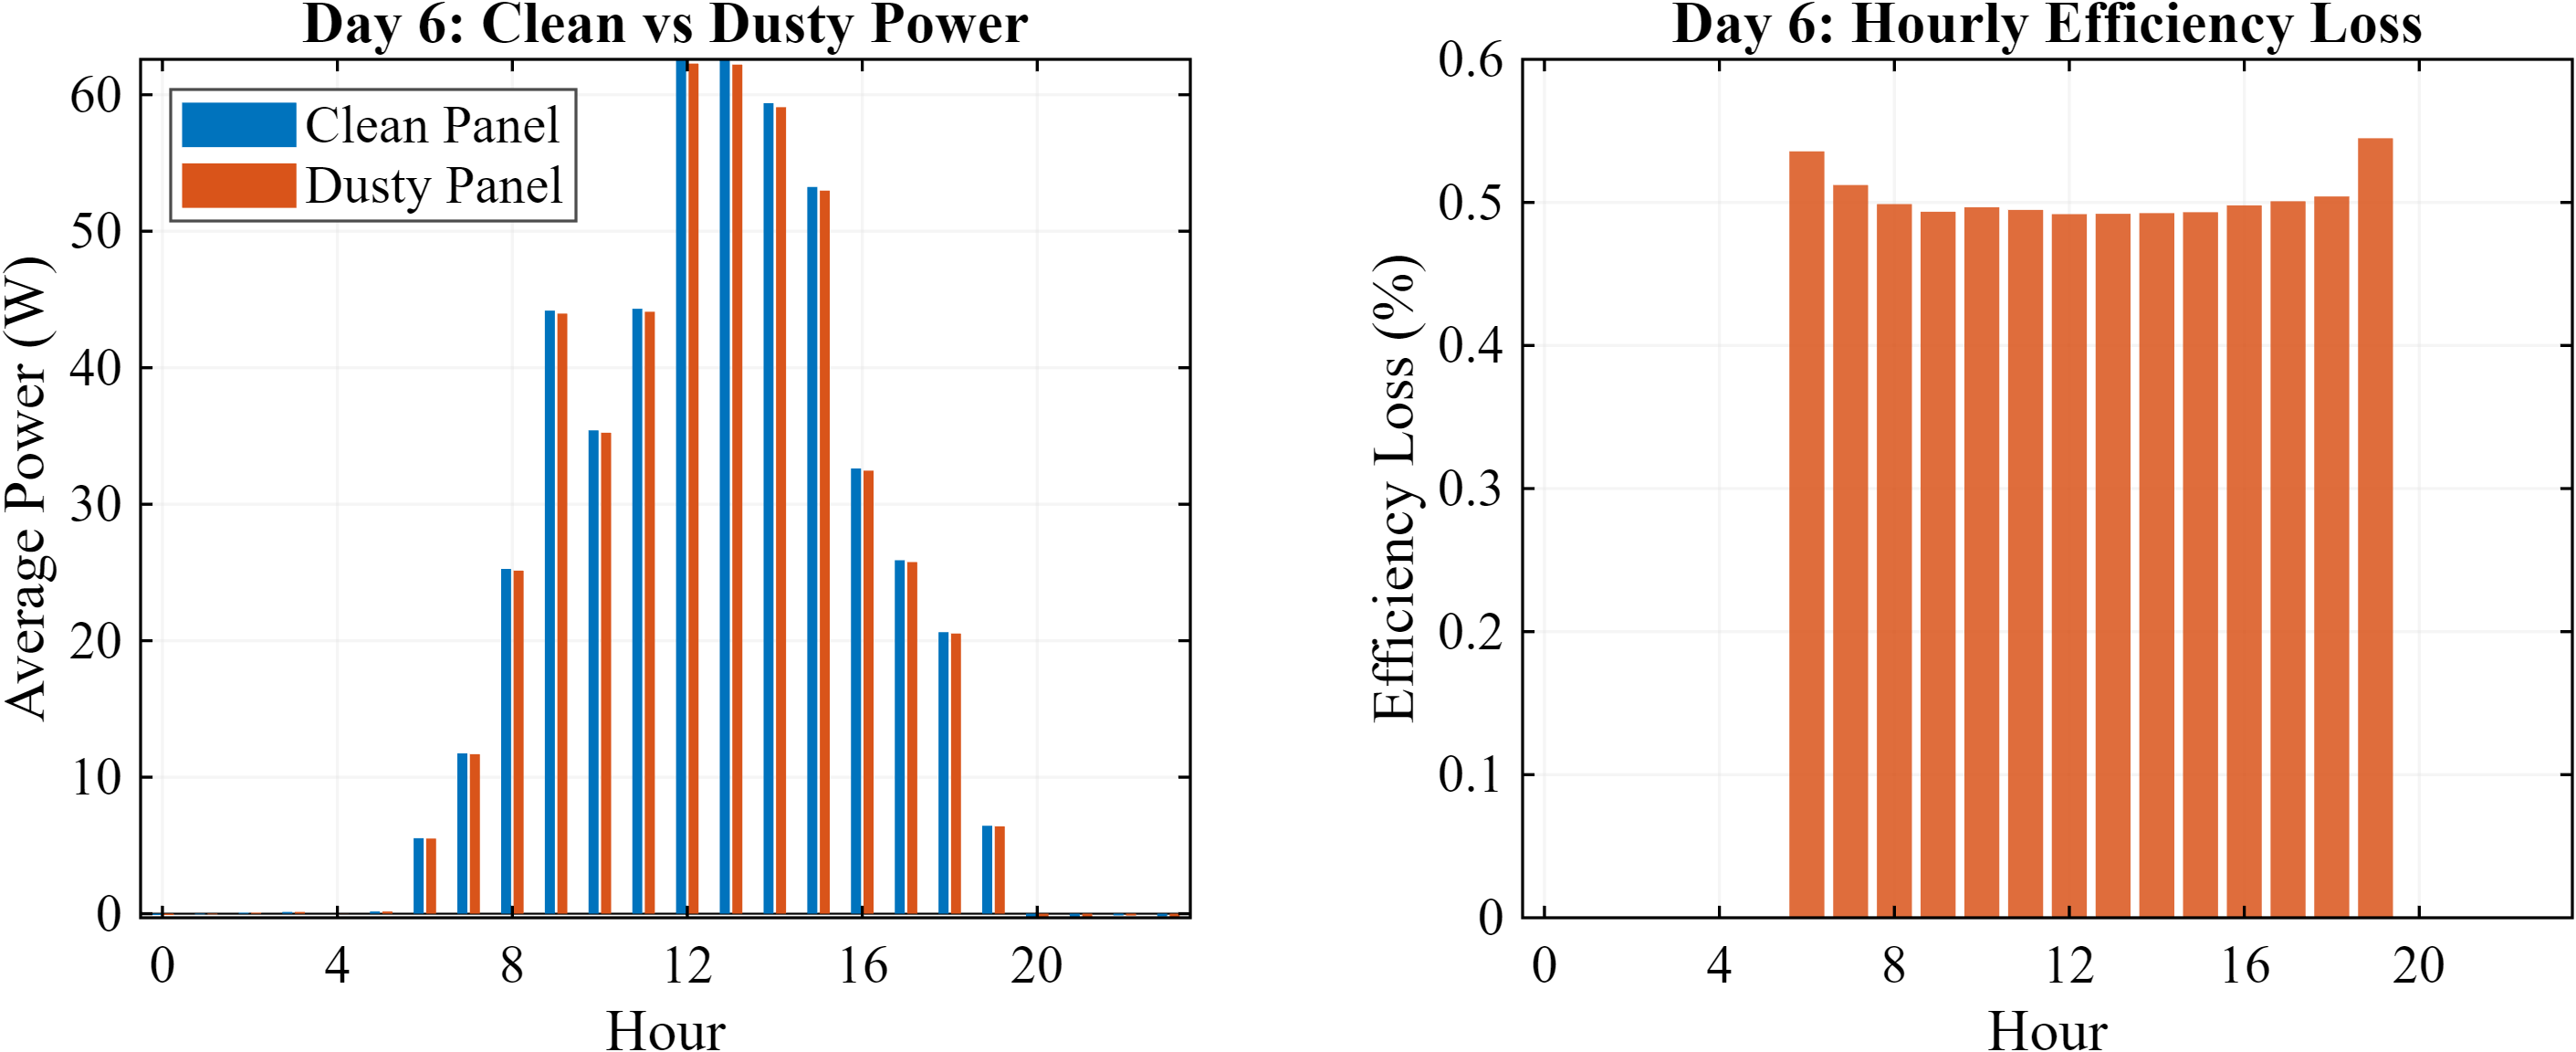 Day 6: Clean vs Dusty Power
60
50
40
30
20
10
0
Average Power (W)
Clean Panel
Dusty Panel
0 4 8 12 16 20
Hour
Day 6: Hourly Efficiency Loss
0.6
0.5
0.4
0.3
0.2
0.1
0
Efficiency Loss (%)
0 4 8 12 16 20
Hour